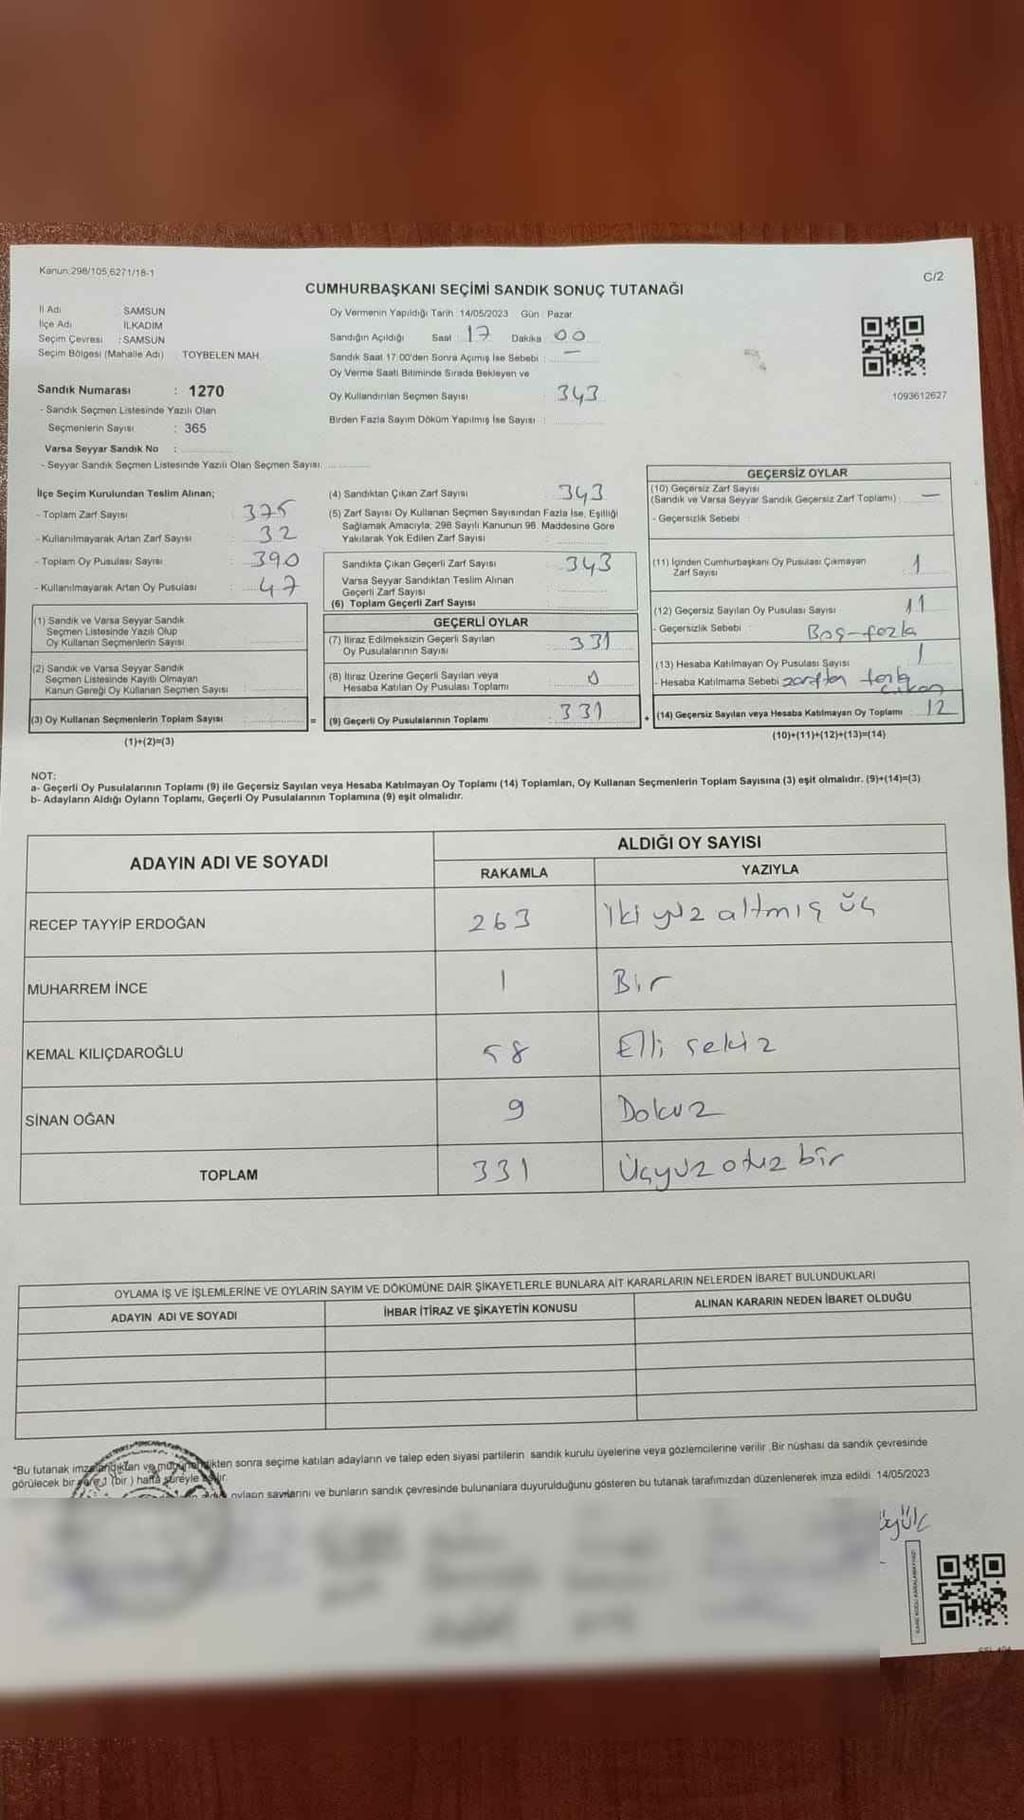 Kanun:298/105,6271/18-1
C/2
CUMHURBAŞKANI SEÇİMİ SANDIK SONUÇ TUTANAĞI
İl Adı SAMSUN
İlçe Adı İLKADIM
Seçim Çevresi : SAMSUN
Seçim Bölgesi (Mahalle Adı) TOYBELEN MAH.
Sandık Numarası : 1270
- Sandık Seçmen Listesinde Yazılı Olan
Seçmenlerin Sayısı : 365
Varsa Seyyar Sandık No :
- Seyyar Sandık Seçmen Listesinde Yazılı Olan Seçmen Sayısı:
Oy Vermenin Yapıldığı Tarih 14/05/2023 Gün : Pazar
Sandığın Açıldığı Saat : 17 Dakika : 00
Sandık Saat 17:00'den Sonra Açımış İse Sebebi : —
Oy Verme Saati Bitiminde Sırada Bekleyen ve
Oy Kullandırılan Seçmen Sayısı 343
Birden Fazla Sayım Döküm Yapılmış İse Sayısı :
1093612627
İlçe Seçim Kurulundan Teslim Alınan;
- Toplam Zarf Sayısı 375
- Kullanılmayarak Artan Zarf Sayısı 32
- Toplam Oy Pusulası Sayısı 390
- Kullanılmayarak Artan Oy Pusulası 47
(1) Sandık ve Varsa Seyyar Sandık
Seçmen Listesinde Yazılı Olup
Oy Kullanan Seçmenlerin Sayısı
(2) Sandık ve Varsa Seyyar Sandık
Seçmen Listesinde Kayıtlı Olmayan
Kanun Gereği Oy Kullanan Seçmen Sayısı
(3) Oy Kullanan Seçmenlerin Toplam Sayısı
(1)+(2)=(3)
(4) Sandıktan Çıkan Zarf Sayısı 343
(5) Zarf Sayısı Oy Kullanan Seçmen Sayısından Fazla İse, Eşitliği
Sağlamak Amacıyla; 298 Sayılı Kanunun 98. Maddesine Göre
Yakılarak Yok Edilen Zarf Sayısı
Sandıkta Çıkan Geçerli Zarf Sayısı 343
Varsa Seyyar Sandıktan Teslim Alınan
Geçerli Zarf Sayısı
(6) Toplam Geçerli Zarf Sayısı
GEÇERLİ OYLAR
(7) İtiraz Edilmeksizin Geçerli Sayılan
Oy Pusulalarının Sayısı 331
(8) İtiraz Üzerine Geçerli Sayılan veya
Hesaba Katılan Oy Pusulası Toplamı 0
= (9) Geçerli Oy Pusulalarının Toplamı 331
GEÇERSİZ OYLAR
(10) Geçersiz Zarf Sayısı
(Sandık ve Varsa Seyyar Sandık Geçersiz Zarf Toplamı) : —
- Geçersizlik Sebebi :
(11) İçinden Cumhurbaşkanı Oy Pusulası Çıkmayan
Zarf Sayısı 1
(12) Geçersiz Sayılan Oy Pusulası Sayısı 11
- Geçersizlik Sebebi : Boş-fazla
(13) Hesaba Katılmayan Oy Pusulası Sayısı 1
- Hesaba Katılmama Sebebi zarftan fazla
çıkan
+ (14) Geçersiz Sayılan veya Hesaba Katılmayan Oy Toplamı 12
(10)+(11)+(12)+(13)=(14)
NOT:
a- Geçerli Oy Pusulalarının Toplamı (9) ile Geçersiz Sayılan veya Hesaba Katılmayan Oy Toplamı (14) Toplamları, Oy Kullanan Seçmenlerin Toplam Sayısına (3) eşit olmalıdır. (9)+(14)=(3)
b- Adayların Aldığı Oyların Toplamı, Geçerli Oy Pusulalarının Toplamına (9) eşit olmalıdır.
ADAYIN ADI VE SOYADI
ALDIĞI OY SAYISI
RAKAMLA YAZIYLA
RECEP TAYYİP ERDOĞAN 263 İki yüz altmış üç
MUHARREM İNCE 1 Bir
KEMAL KILIÇDAROĞLU 58 Elli sekiz
SİNAN OĞAN 9 Dokuz
TOPLAM 331 Üçyüz otuz bir
OYLAMA İŞ VE İŞLEMLERİNE VE OYLARIN SAYIM VE DÖKÜMÜNE DAİR ŞİKAYETLERLE BUNLARA AİT KARARLARIN NELERDEN İBARET BULUNDUKLARI
ADAYIN ADI VE SOYADI İHBAR İTİRAZ VE ŞİKAYETİN KONUSU ALINAN KARARIN NEDEN İBARET OLDUĞU
*Bu tutanak imzalandıktan ve mühürlendikten sonra seçime katılan adayların ve talep eden siyasi partilerin sandık kurulu üyelerine veya gözlemcilerine verilir. Bir nüshası da sandık çevresinde
görülecek bir yere 1 (bir) hafta süreyle asılır.
oyların sayılarını ve bunların sandık çevresinde bulunanlara duyurulduğunu gösteren bu tutanak tarafımızdan düzenlenerek imza edildi. 14/05/2023